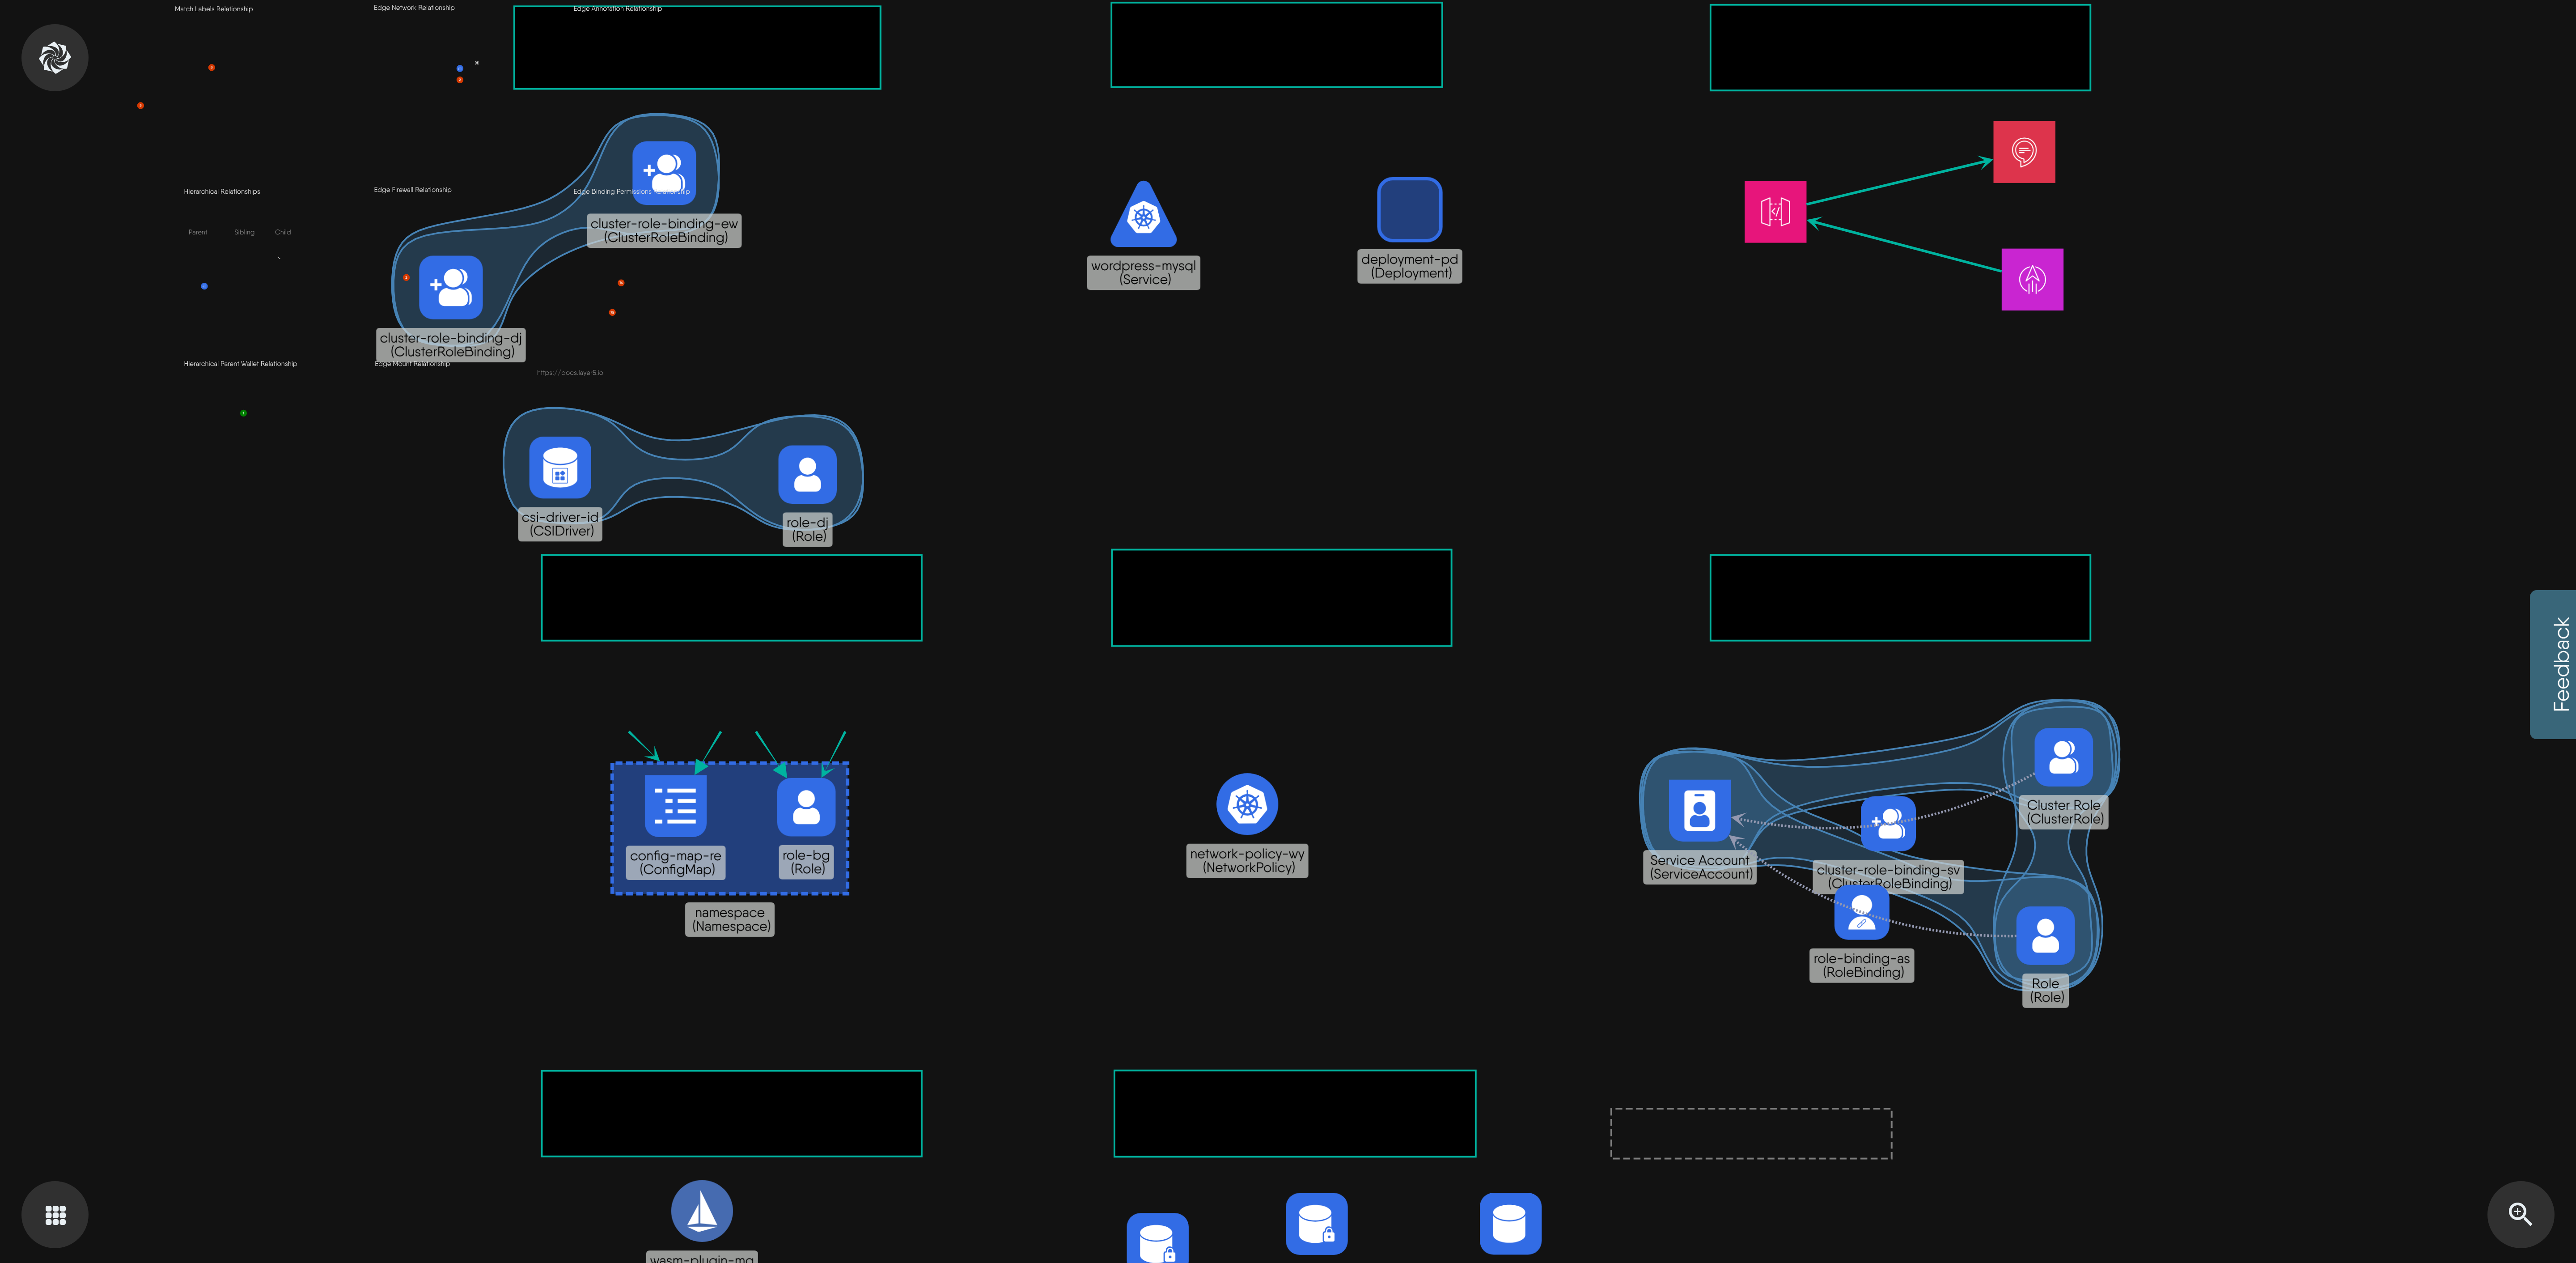 Match Labels Relationship
Edge Network Relationship
Edge Annotation Relationship
Hierarchical Relationships
Edge Firewall Relationship
Edge Binding Permissions Relationship
Parent
Sibling
Child
cluster-role-binding-ew
(ClusterRoleBinding)
cluster-role-binding-dj
(ClusterRoleBinding)
wordpress-mysql
(Service)
deployment-pd
(Deployment)
Hierarchical Parent Wallet Relationship
Edge Mount Relationship
https://docs.layer5.io
csi-driver-id
(CSIDriver)
role-dj
(Role)
Feedback
config-map-re
(ConfigMap)
role-bg
(Role)
namespace
(Namespace)
network-policy-wy
(NetworkPolicy)
Cluster Role
(ClusterRole)
Service Account
(ServiceAccount)
cluster-role-binding-sv
(ClusterRoleBinding)
role-binding-as
(RoleBinding)
Role
(Role)
wasm-plugin-mg